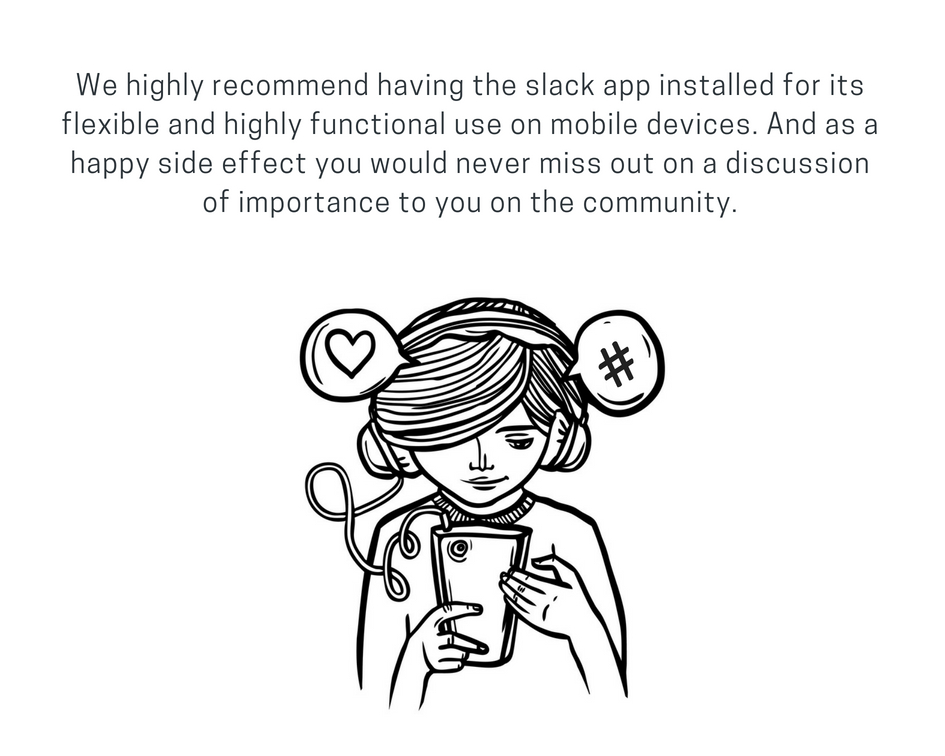 We highly recommend having the slack app installed for its
flexible and highly functional use on mobile devices. And as a
happy side effect you would never miss out on a discussion
of importance to you on the community.
#